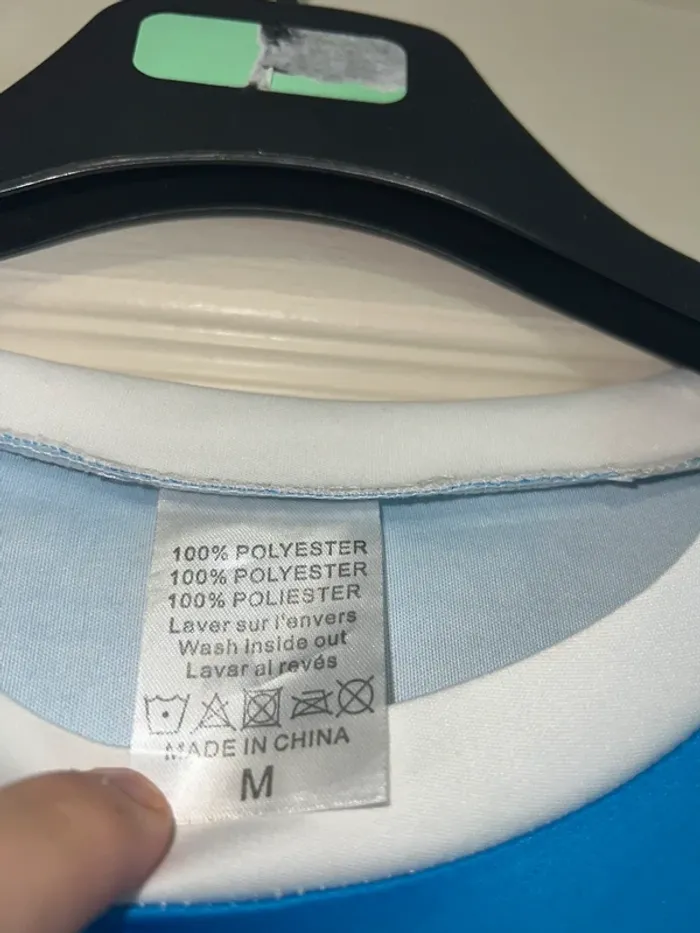 100% POLYESTER
100% POLYESTER
100% POLIESTER
Laver sur l'envers
Wash Inside out
Lavar al revés
MADE IN CHINA
M